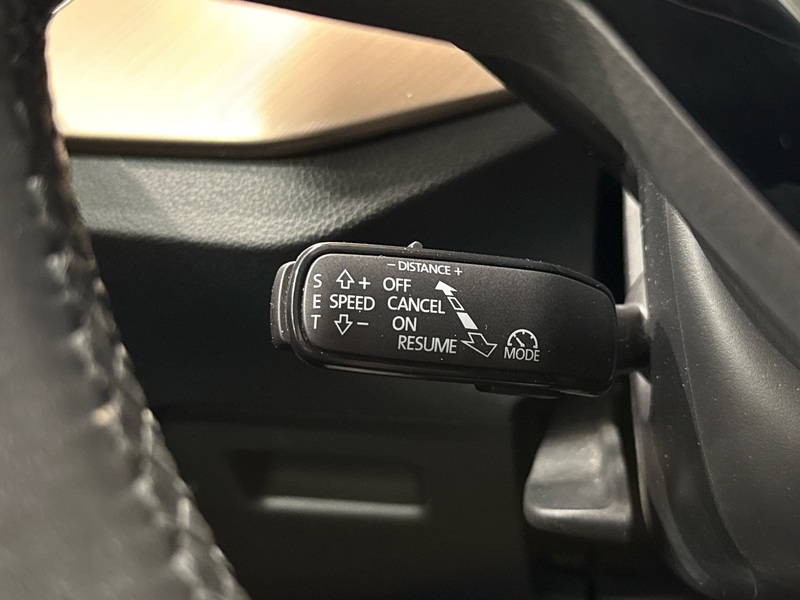 − DISTANCE +
S + OFF
E SPEED CANCEL
T − ON
RESUME
MODE